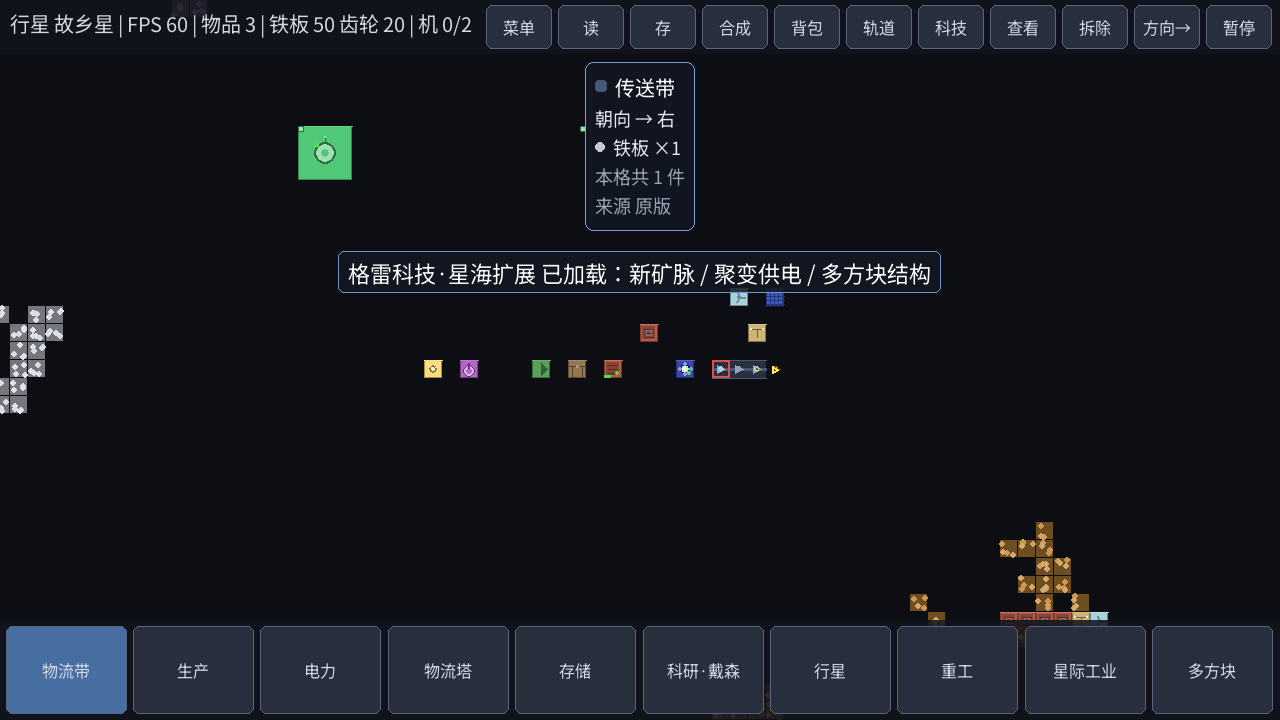 行星 故乡星 | FPS 60 | 物品 3 | 铁板 50 齿轮 20 | 机 0/2
菜单 读 存 合成 背包 轨道 科技 查看 拆除 方向→ 暂停
传送带
朝向 → 右
铁板 ×1
本格共 1 件
来源 原版
格雷科技·星海扩展 已加载：新矿脉 / 聚变供电 / 多方块结构
物流带 生产 电力 物流塔 存储 科研·戴森 行星 重工 星际工业 多方块